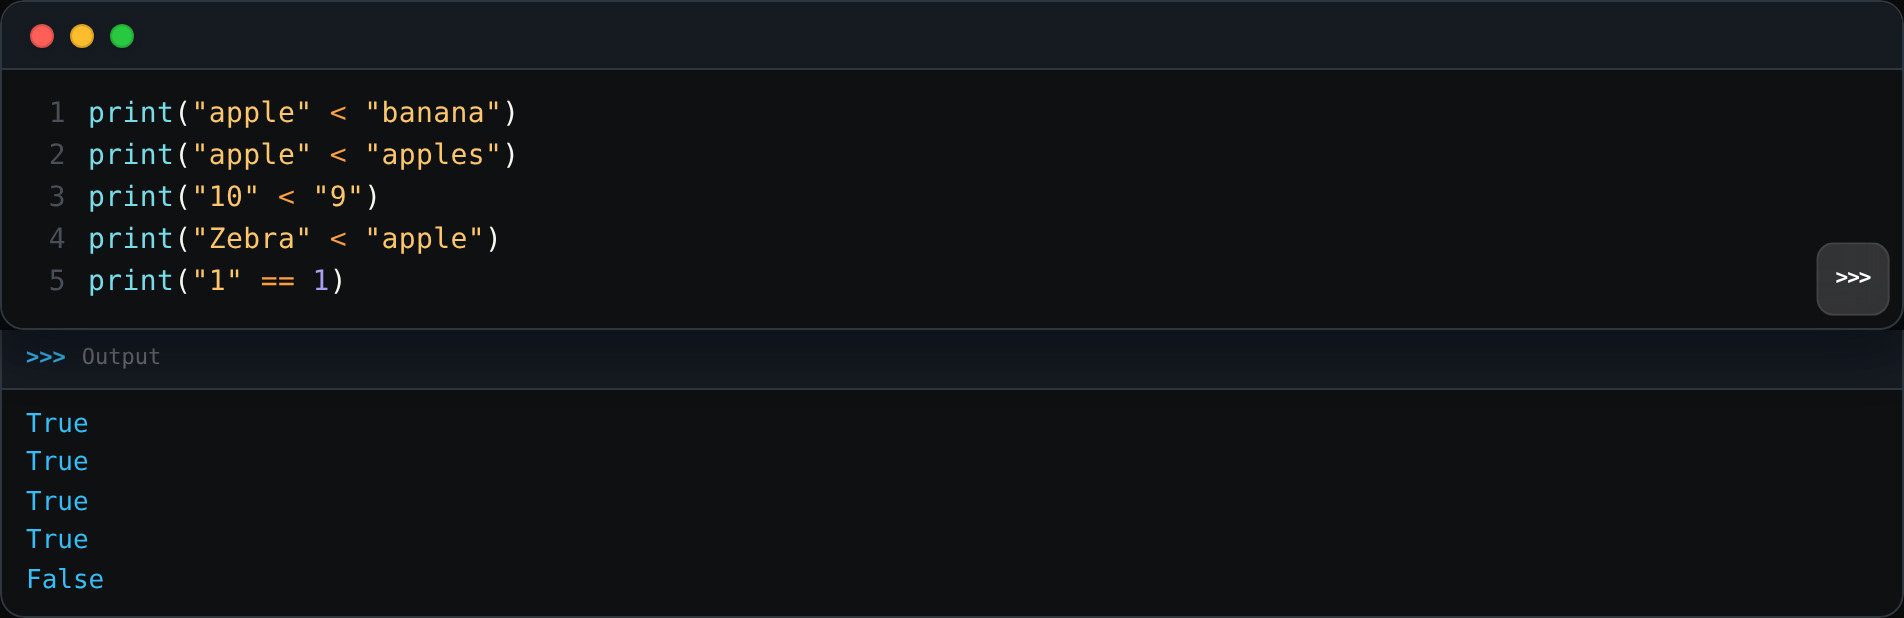 1 print("apple" < "banana")
2 print("apple" < "apples")
3 print("10" < "9")
4 print("Zebra" < "apple")
5 print("1" == 1)
>>>
>>> Output
True
True
True
True
False